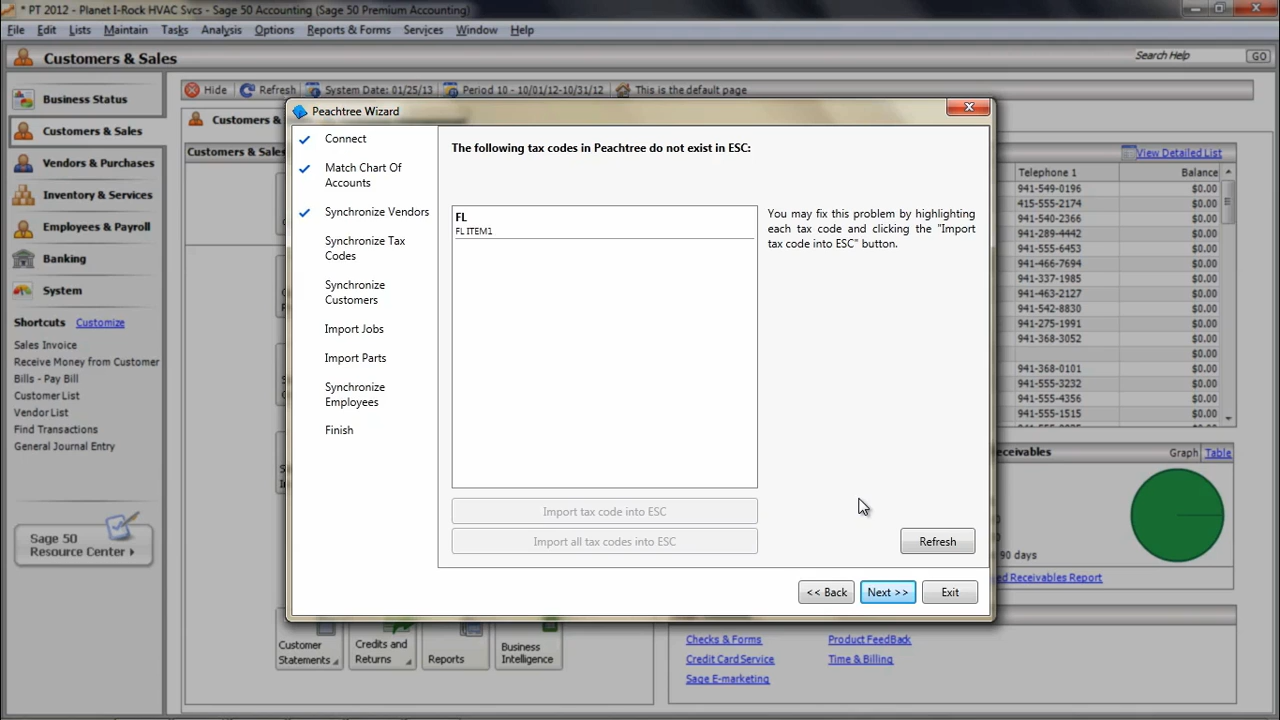 * PT 2012 - Planet I-Rock HVAC Svcs - Sage 50 Accounting (Sage 50 Premium Accounting)
File Edit Lists Maintain Tasks Analysis Options Reports & Forms Services Window Help
Customers & Sales
Search Help
GO
Business Status
Customers & Sales
Vendors & Purchases
Inventory & Services
Employees & Payroll
Banking
System
Shortcuts Customize
Sales Invoice
Receive Money from Customer
Bills - Pay Bill
Customer List
Vendor List
Find Transactions
General Journal Entry
Sage 50
Resource Center
Hide Refresh System Date: 01/25/13 Period 10 - 10/01/12-10/31/12 This is the default page
Customers &
Customers & Sales
Peachtree Wizard
Connect
Match Chart Of
Accounts
Synchronize Vendors
Synchronize Tax
Codes
Synchronize
Customers
Import Jobs
Import Parts
Synchronize
Employees
Finish
The following tax codes in Peachtree do not exist in ESC:
FL
FL ITEM1
You may fix this problem by highlighting
each tax code and clicking the "Import
tax code into ESC" button.
Import tax code into ESC
Import all tax codes into ESC
Refresh
<< Back
Next >>
Exit
View Detailed List
Telephone 1 Balance
941-549-0196 $0.00
415-555-2174 $0.00
941-540-2366 $0.00
941-289-4442 $0.00
941-555-6453 $0.00
941-466-7694 $0.00
941-337-1985 $0.00
941-463-2127 $0.00
941-542-8830 $0.00
941-275-1991 $0.00
941-368-3052 $0.00
$0.00
941-368-0101 $0.00
941-555-3232 $0.00
941-555-4356 $0.00
941-555-1515 $0.00
eceivables Graph Table
0
0
90 days
ed Receivables Report
Customer
Statements
Credits and
Returns
Reports
Business
Intelligence
Checks & Forms Product FeedBack
Credit Card Service Time & Billing
Sage E-marketing